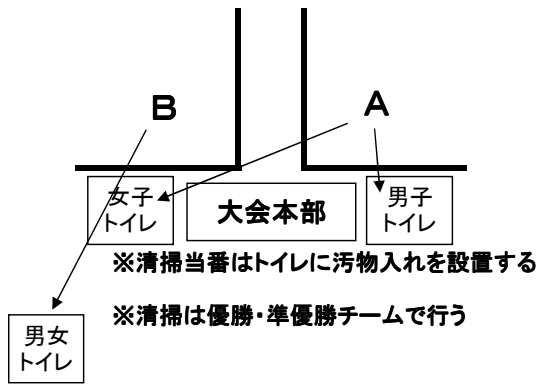 B
A
女子
トイレ
大会本部
男子
トイレ
※清掃当番はトイレに汚物入れを設置する
※清掃は優勝・準優勝チームで行う
男女
トイレ